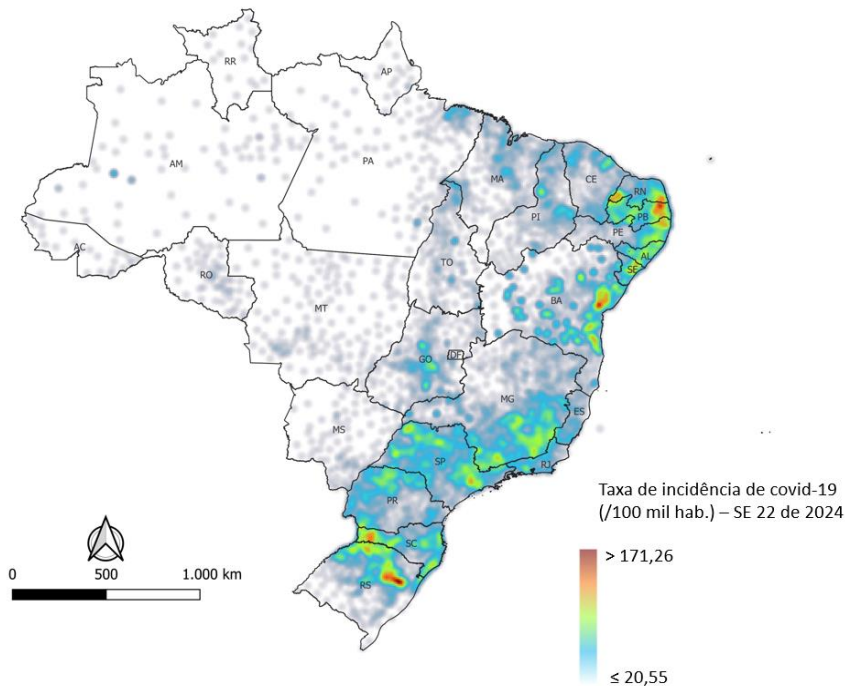 RR
AP
AM
PA
MA
CE
RN
PB
PI
PE
AL
SE
AC
RO
TO
BA
MT
GO
DF
MG
ES
MS
SP
RJ
PR
SC
RS
Taxa de incidência de covid-19
(/100 mil hab.) – SE 22 de 2024
> 171,26
≤ 20,55
0 500 1.000 km